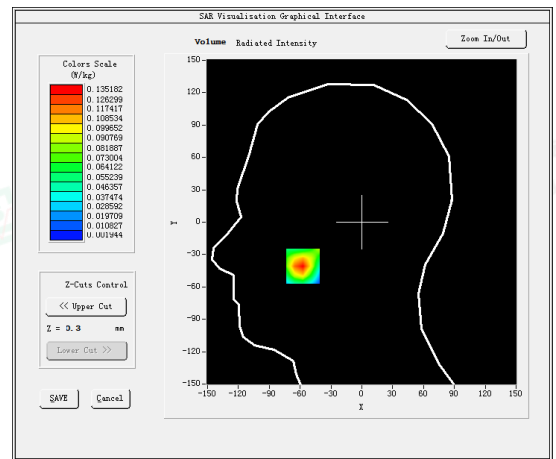 SAR Visualisation Graphical Interface
Volume Radiated Intensity
Zoom In/Out
Colors Scale
(W/kg)
0.135182
0.126299
0.117417
0.108534
0.099652
0.090769
0.081887
0.073004
0.064122
0.055239
0.046357
0.037474
0.028592
0.019709
0.010827
0.001944
Z-Cuts Control
<< Upper Cut
Z = 0.3 mm
Lower Cut >>
SAVE Cancel
150
120
90
60
30
0
-30
-60
-90
-120
-150
Y
-150 -120 -90 -60 -30 0 30 60 90 120 150
X